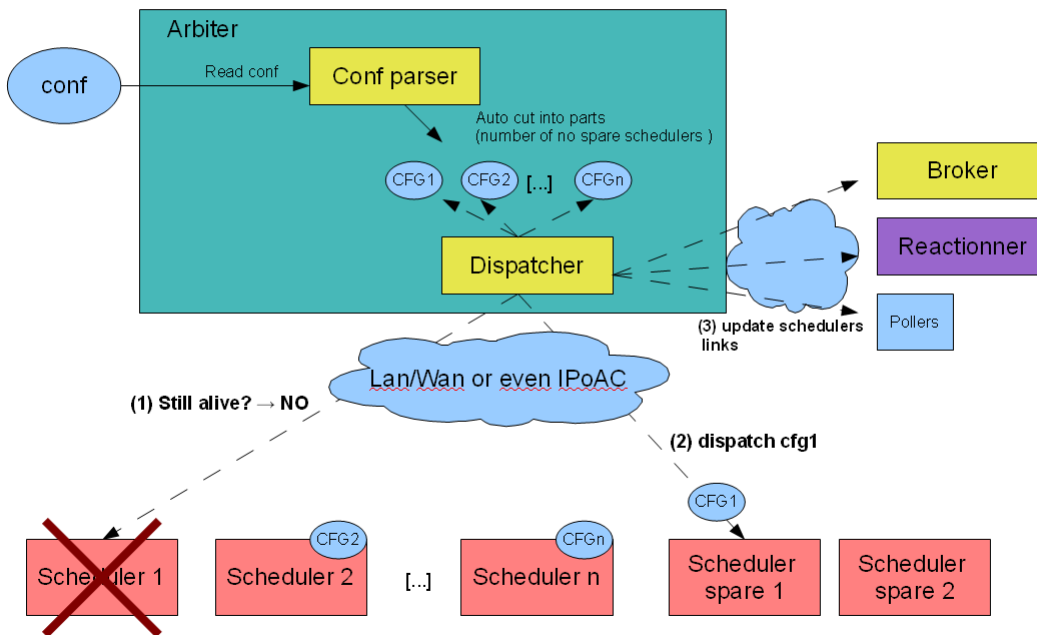 Arbiter
conf
Read conf
Conf parser
Auto cut into parts
(number of no spare schedulers )
CFG1
CFG2
[...]
CFGn
Broker
Reactionner
Dispatcher
Pollers
(3) update schedulers
links
Lan/Wan or even IPoAC
(1) Still alive? → NO
(2) dispatch cfg1
CFG1
CFG2
CFGn
Scheduler 1
Scheduler 2
[...]
Scheduler n
Scheduler
spare 1
Scheduler
spare 2